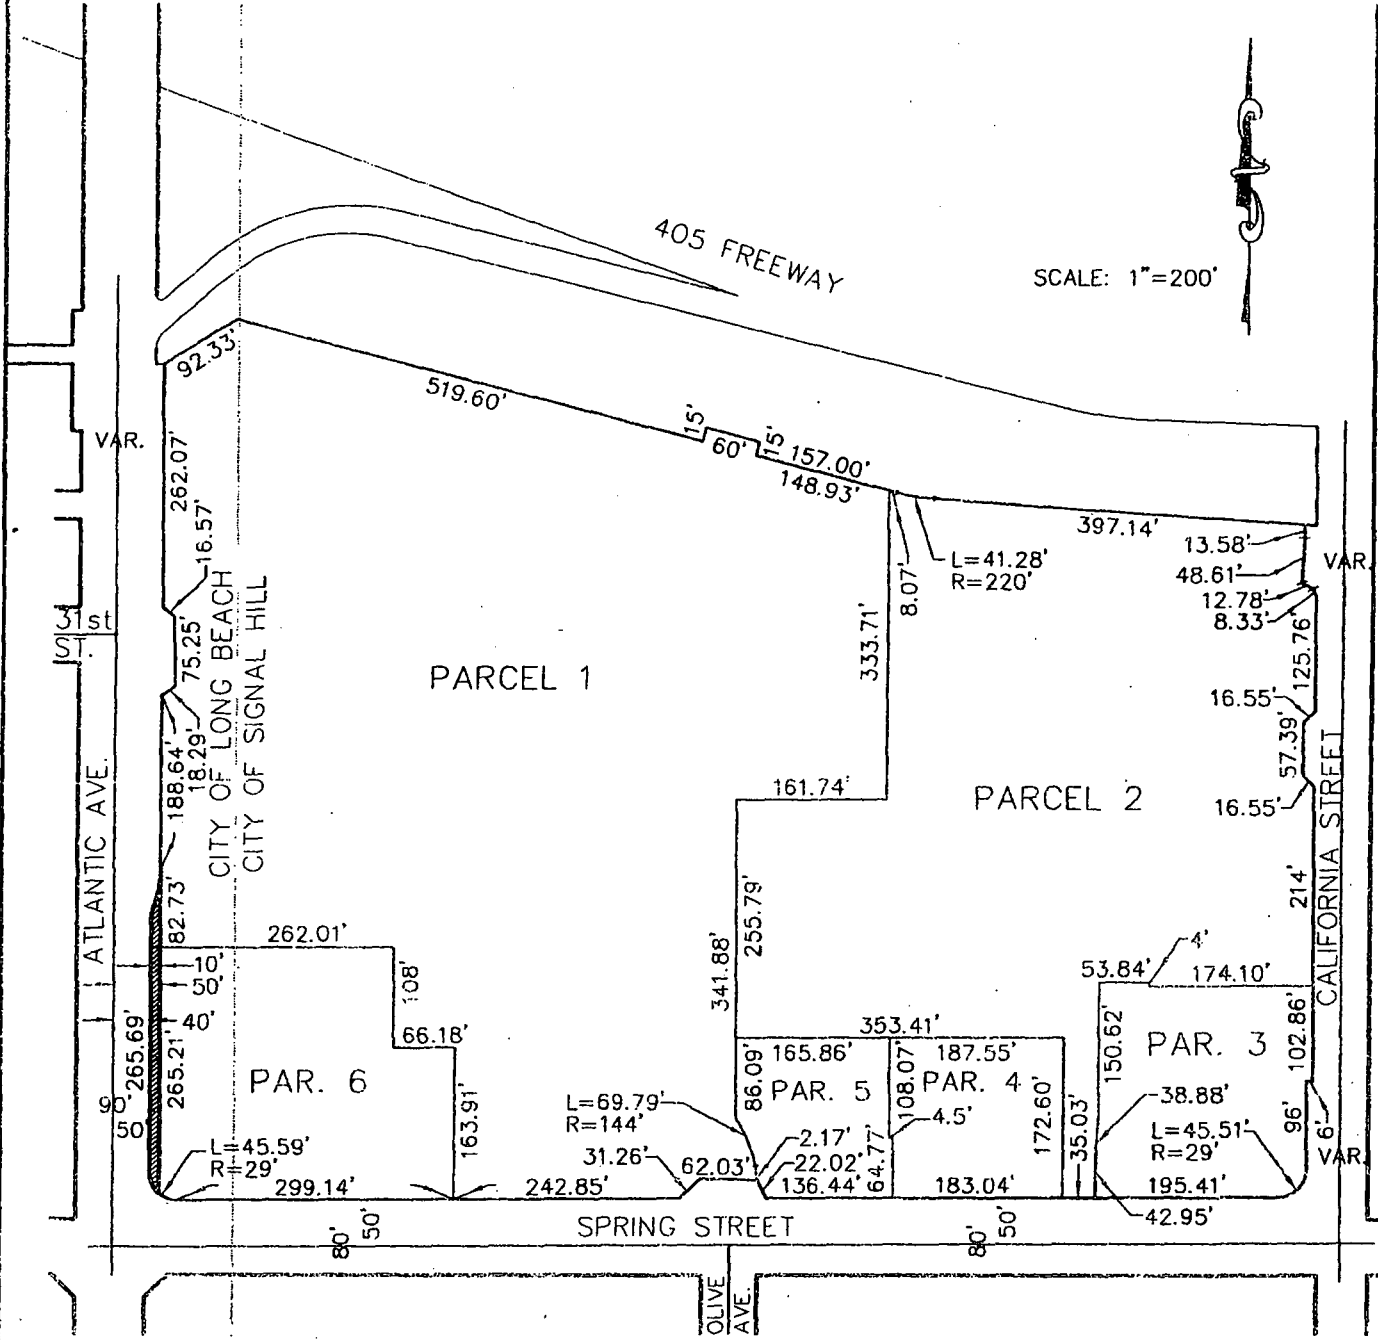 405 FREEWAY
SCALE: 1"=200'
92.33'
519.60'
15'
60'
15'
157.00'
148.93'
397.14'
VAR.
262.07'
16.57'
L=41.28'
R=220'
8.07'
13.58'
48.61'
12.78'
8.33'
VAR.
31st
ST.
75.25'
CITY OF LONG BEACH
CITY OF SIGNAL HILL
333.71'
125.76'
PARCEL 1
16.55'
57.39'
188.64'
18.29'
161.74'
PARCEL 2
16.55'
ATLANTIC AVE.
CALIFORNIA STREET
82.73'
255.79'
214'
262.01'
341.88'
4'
10'
50'
108'
53.84'
174.10'
40'
66.18'
353.41'
265.69'
265.21'
165.86'
187.55'
150.62'
PAR. 3
102.86'
PAR. 6
86.09'
PAR. 5
108.07'
PAR. 4
90'
50'
L=69.79'
R=144'
163.91'
4.5'
172.60'
35.03'
38.88'
L=45.59'
R=29'
31.26'
62.03'
2.17'
22.02'
64.77'
L=45.51'
R=29'
96'
6'
VAR.
299.14'
242.85'
136.44'
183.04'
195.41'
42.95'
SPRING STREET
80'
50'
80'
50'
OLIVE
AVE.